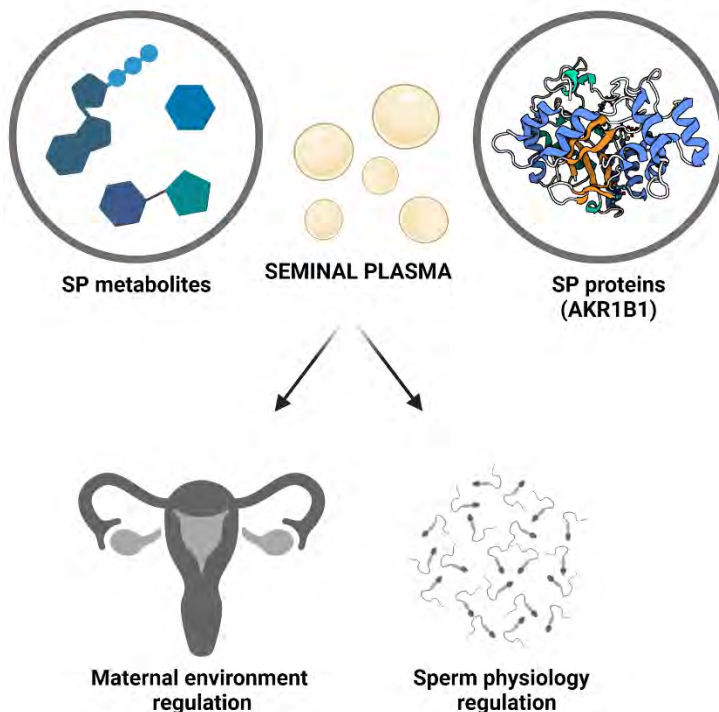 SP metabolites
SEMINAL PLASMA
SP proteins
(AKR1B1)
Maternal environment
regulation
Sperm physiology
regulation